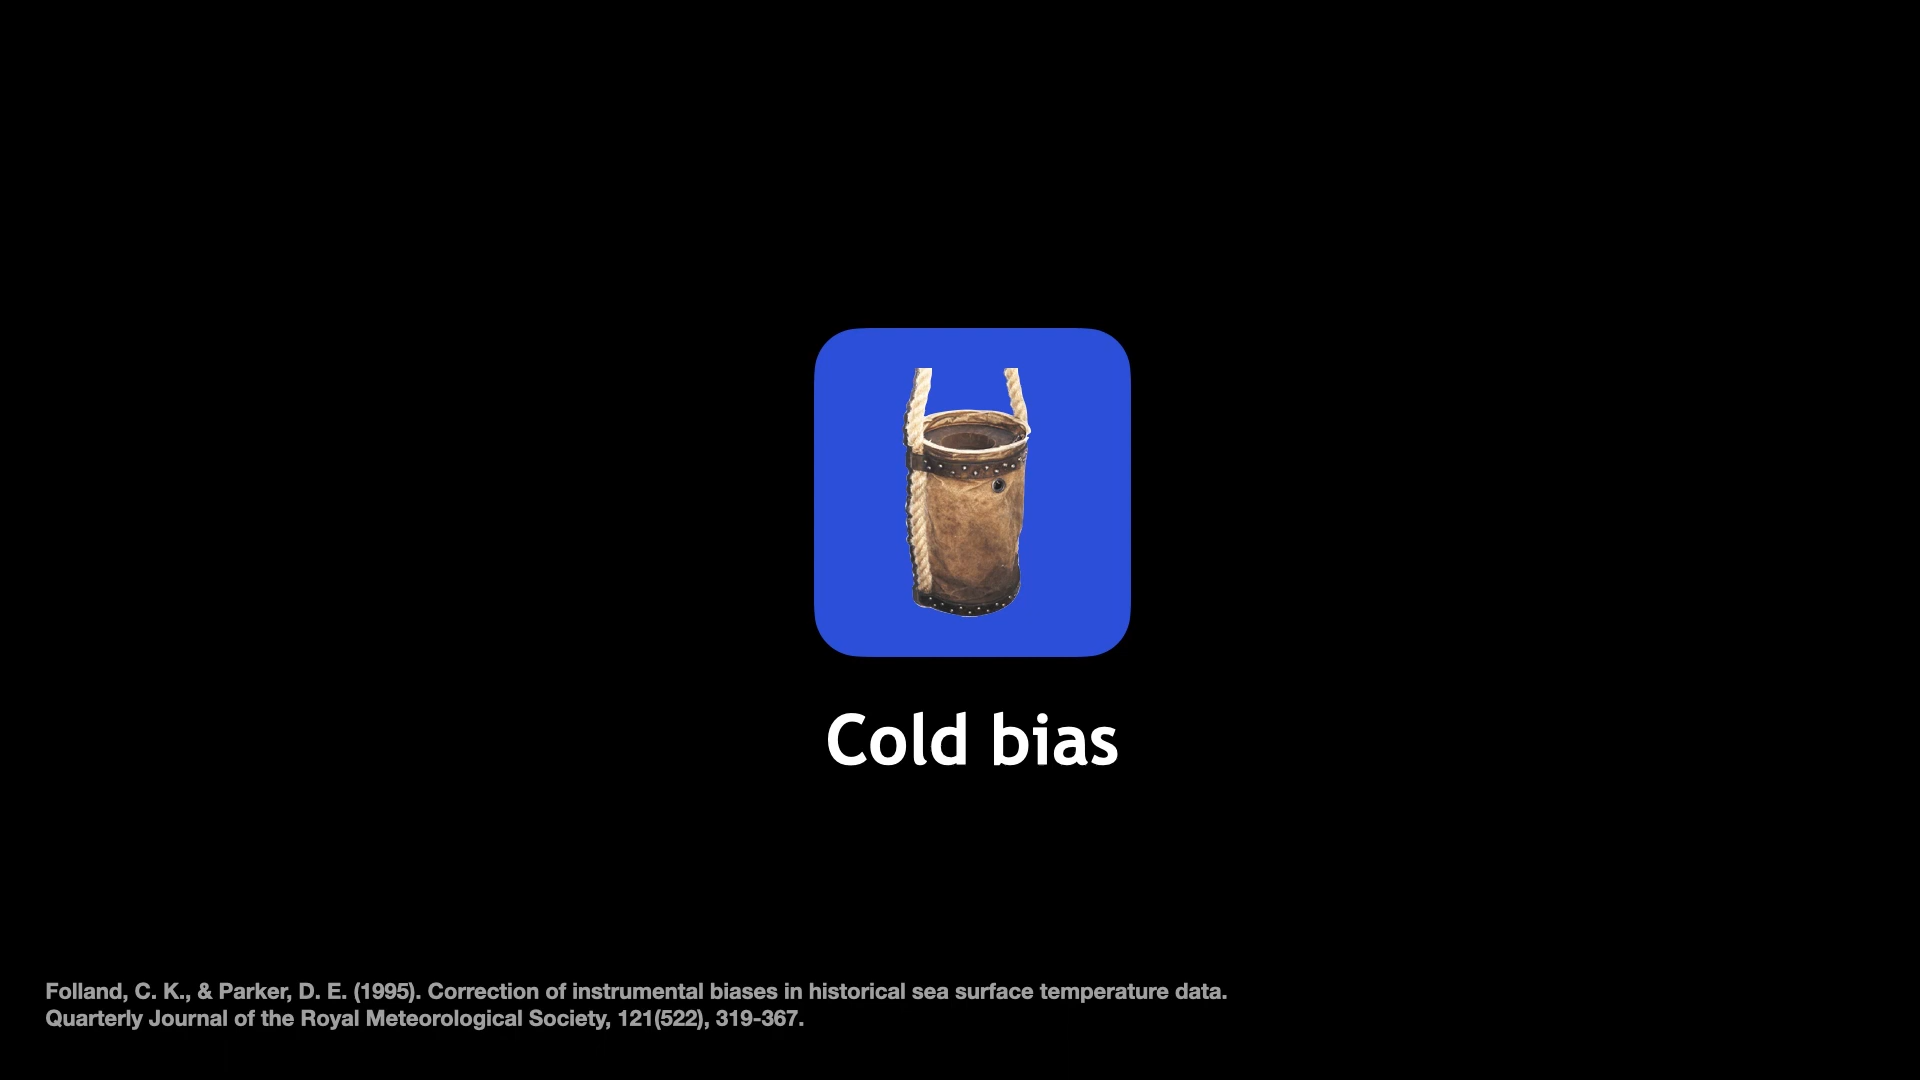 Cold bias
Folland, C. K., & Parker, D. E. (1995). Correction of instrumental biases in historical sea surface temperature data.
Quarterly Journal of the Royal Meteorological Society, 121(522), 319-367.